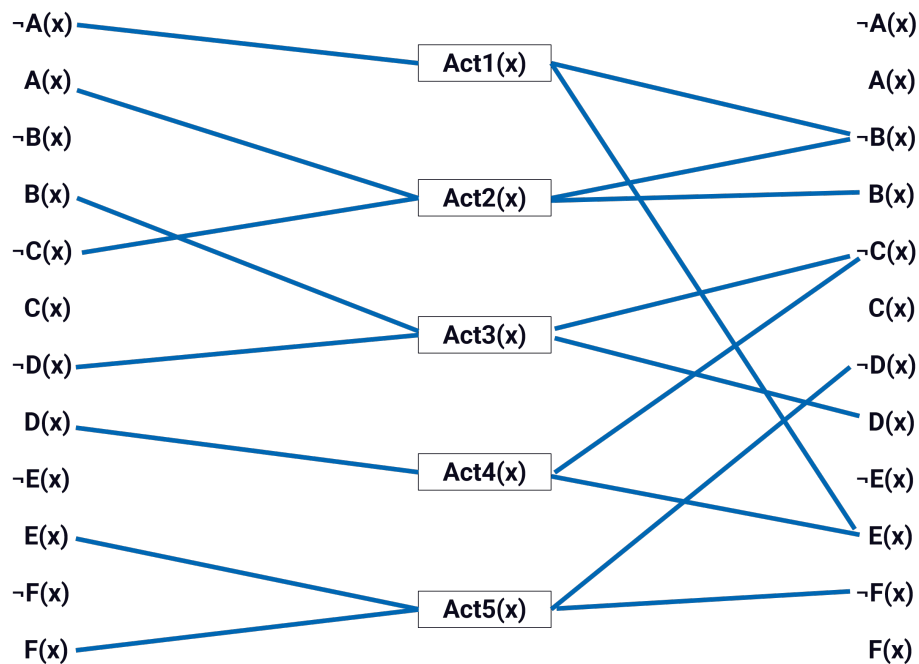 ¬A(x)
A(x)
¬B(x)
B(x)
¬C(x)
C(x)
¬D(x)
D(x)
¬E(x)
E(x)
¬F(x)
F(x)
Act1(x)
Act2(x)
Act3(x)
Act4(x)
Act5(x)
¬A(x)
A(x)
¬B(x)
B(x)
¬C(x)
C(x)
¬D(x)
D(x)
¬E(x)
E(x)
¬F(x)
F(x)